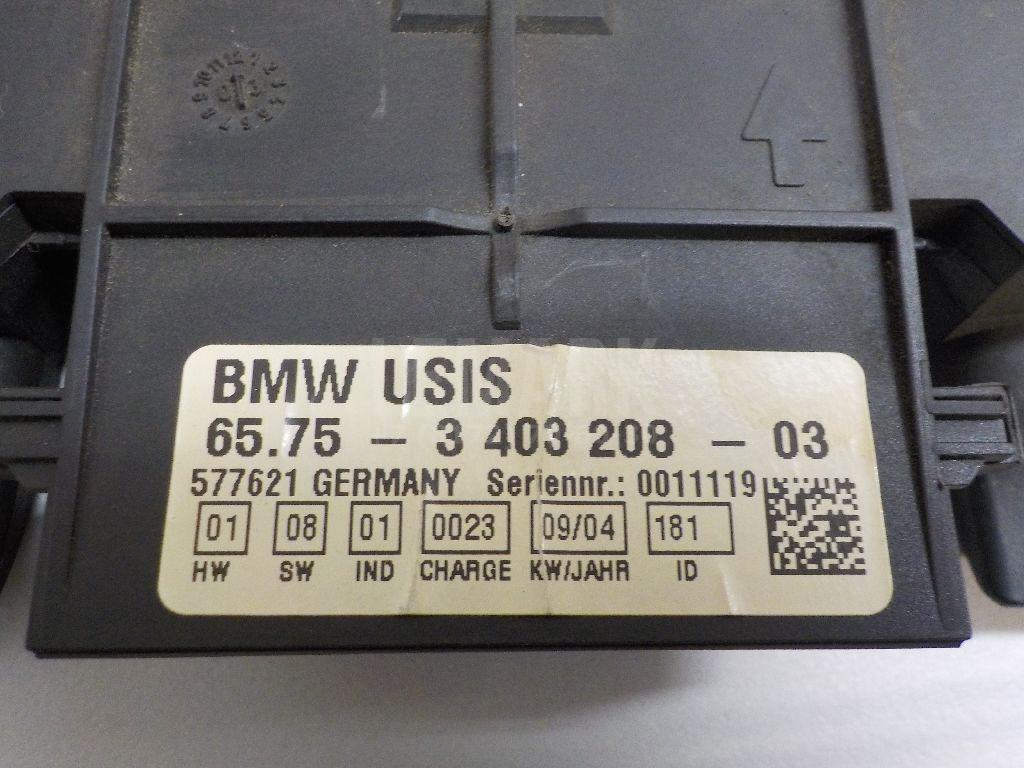 BMW USIS
65.75 – 3 403 208 – 03
577621 GERMANY Seriennr.: 0011119
01 08 01 0023 09/04 181
HW SW IND CHARGE KW/JAHR ID